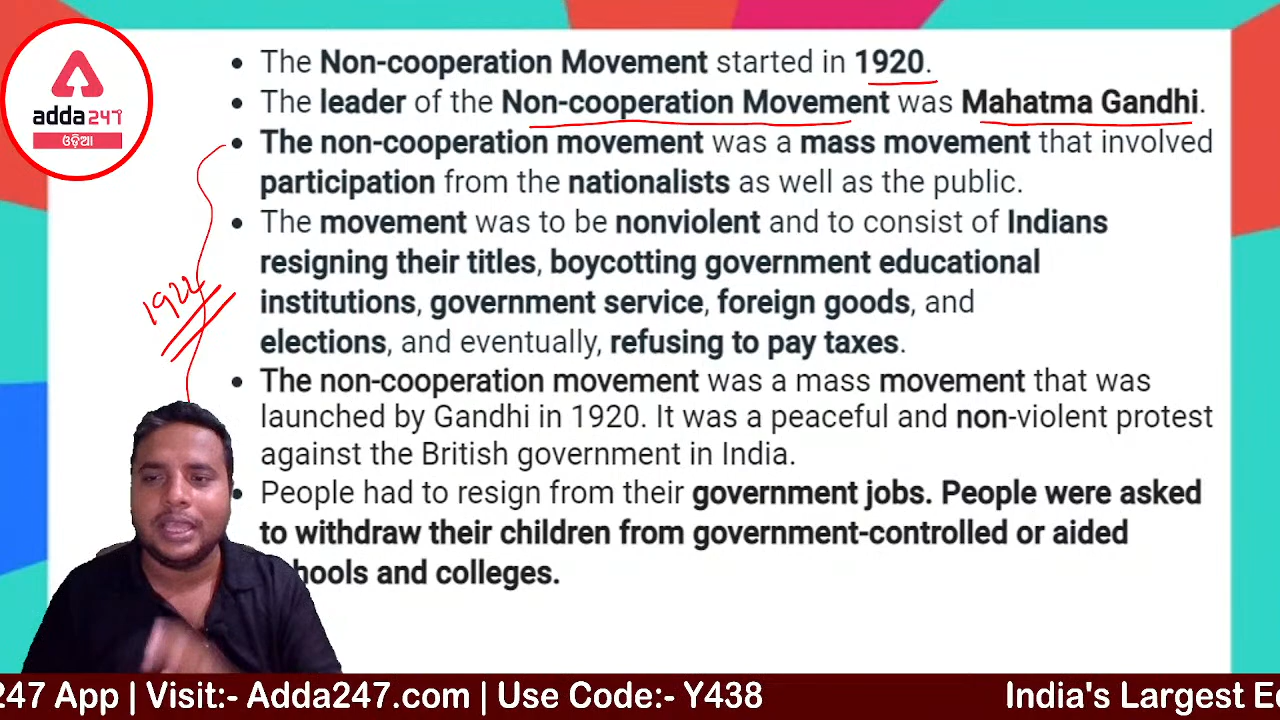 adda247
ଓଡ଼ିଆ
• The Non-cooperation Movement started in 1920.
• The leader of the Non-cooperation Movement was Mahatma Gandhi.
• The non-cooperation movement was a mass movement that involved
participation from the nationalists as well as the public.
• The movement was to be nonviolent and to consist of Indians
resigning their titles, boycotting government educational
institutions, government service, foreign goods, and
elections, and eventually, refusing to pay taxes.
1922
• The non-cooperation movement was a mass movement that was
launched by Gandhi in 1920. It was a peaceful and non-violent protest
against the British government in India.
• People had to resign from their government jobs. People were asked
to withdraw their children from government-controlled or aided
hools and colleges.
247 App | Visit:- Adda247.com | Use Code:- Y438
India's Largest E